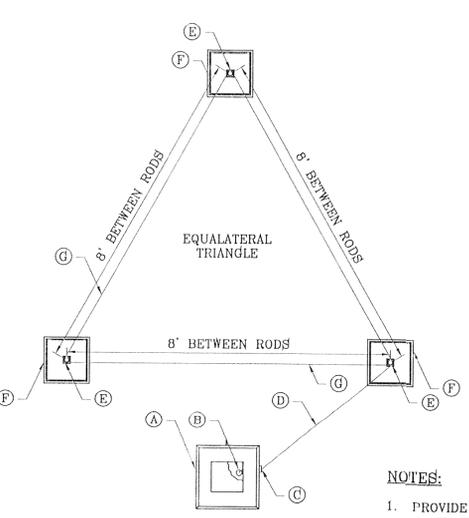 E
F
8' BETWEEN RODS
8' BETWEEN RODS
EQUALATERAL
TRIANGLE
G
8' BETWEEN RODS
F
E
G
E
F
D
A
B
C
NOTES:
1. PROVIDE